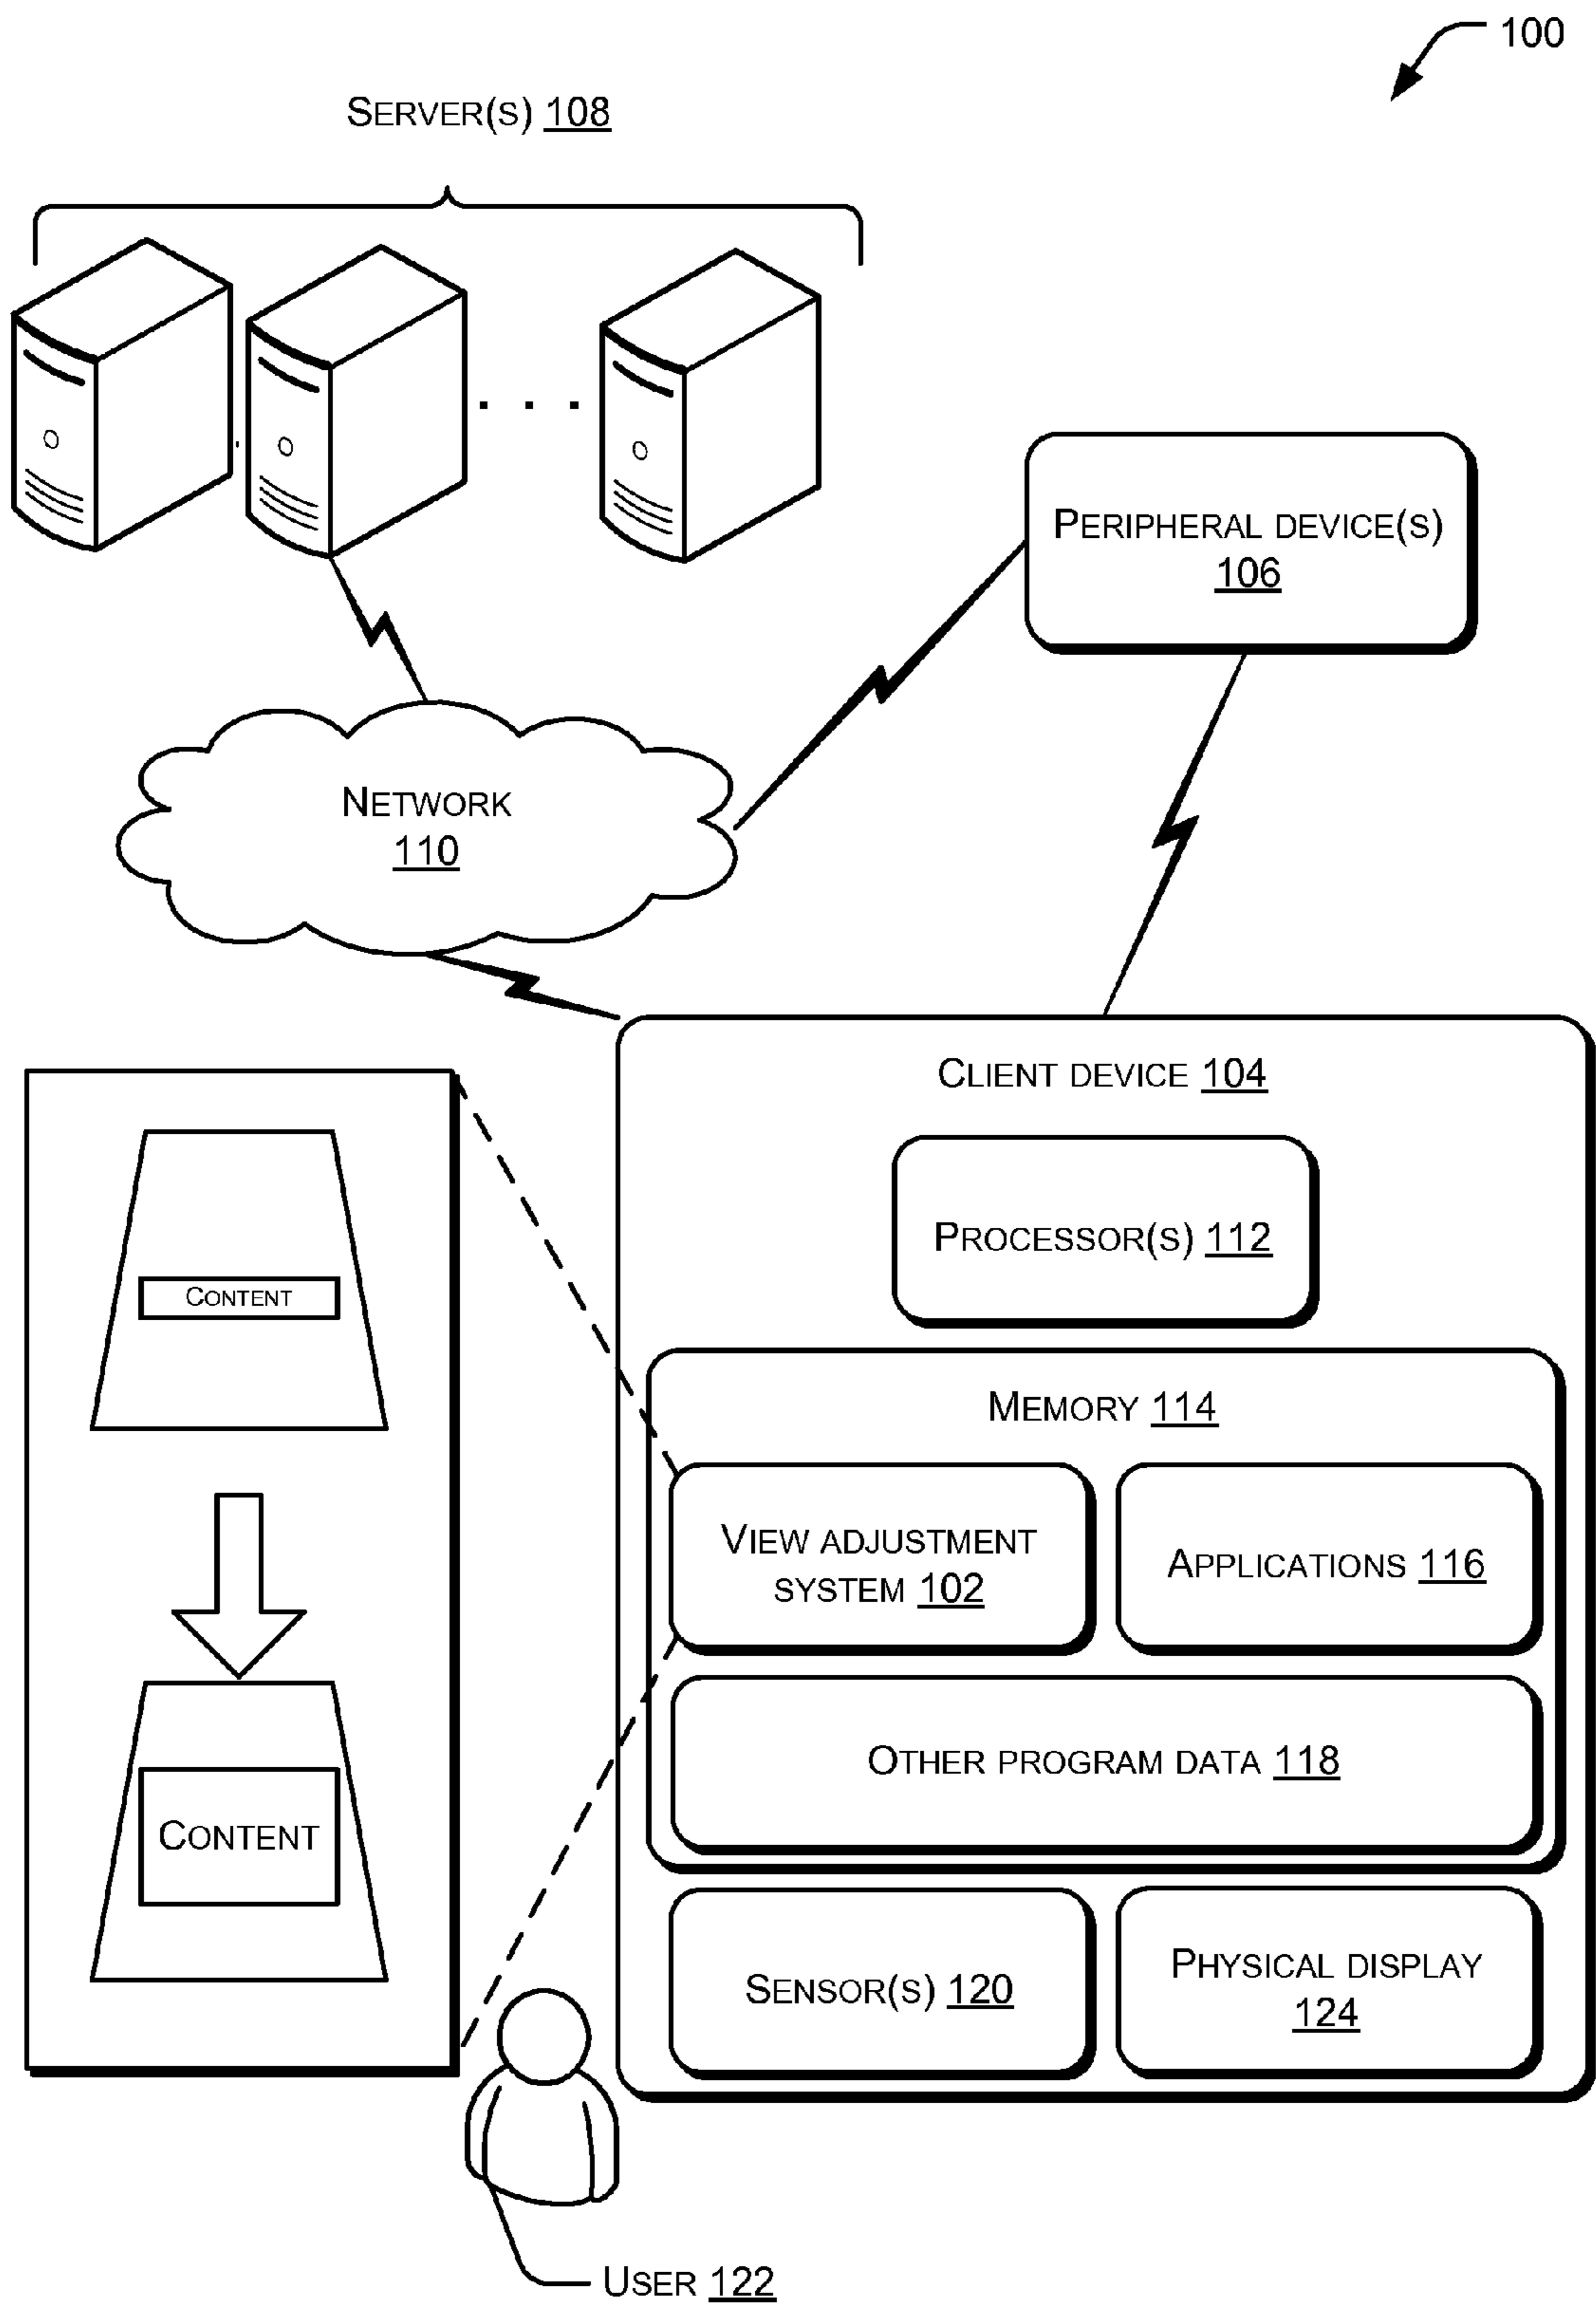 100
SERVER(S) 108
PERIPHERAL DEVICE(S)
106
NETWORK
110
CLIENT DEVICE 104
PROCESSOR(S) 112
MEMORY 114
VIEW ADJUSTMENT
SYSTEM 102
APPLICATIONS 116
OTHER PROGRAM DATA 118
SENSOR(S) 120
PHYSICAL DISPLAY
124
CONTENT
CONTENT
USER 122